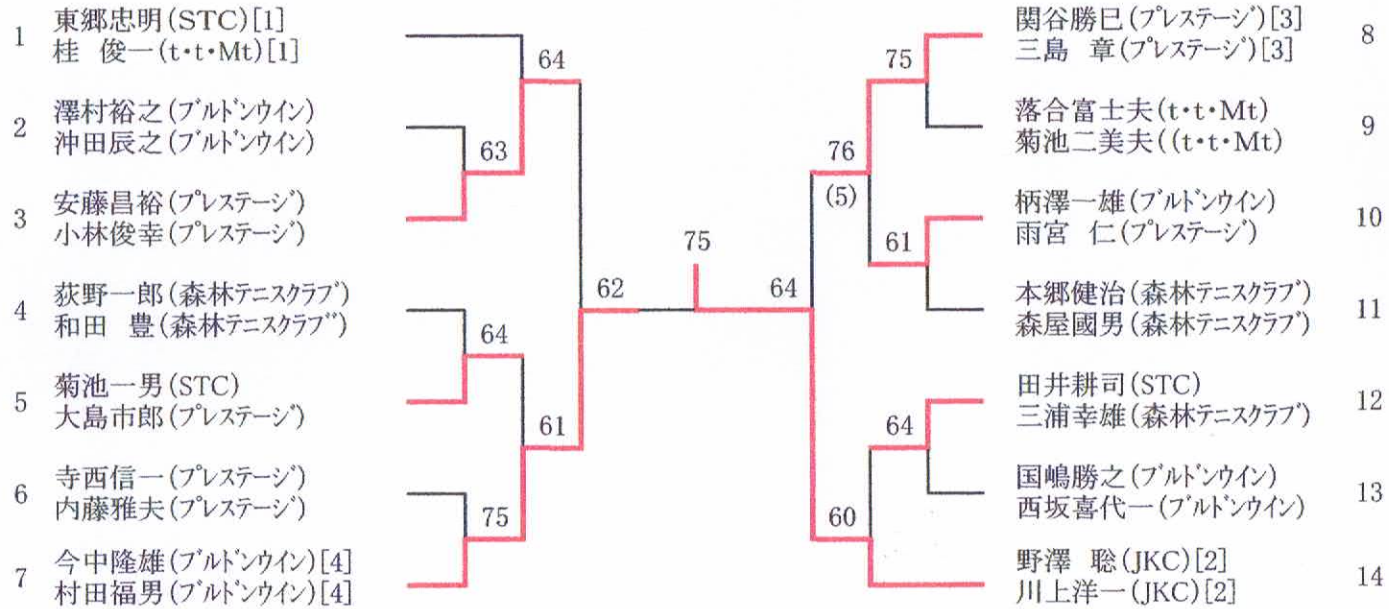 1
東郷忠明(STC)[1]
桂 俊一(t・t・Mt)[1]
2
澤村裕之(ブルドンウイン)
沖田辰之(ブルドンウイン)
3
安藤昌裕(プレステージ)
小林俊幸(プレステージ)
4
荻野一郎(森林テニスクラブ)
和田 豊(森林テニスクラブ゙)
5
菊池一男(STC)
大島市郎(プレステージ)
6
寺西信一(プレステージ)
内藤雅夫(プレステージ)
7
今中隆雄(ブルドンウイン)[4]
村田福男(ブルドンウイン)[4]
64
63
64
61
75
62
75
64
75
76
(5)
61
64
60
関谷勝巳(プレステージ)[3]
三島 章(プレステージ)[3]
8
落合富士夫(t・t・Mt)
菊池二美夫((t・t・Mt)
9
柄澤一雄(ブルドンウイン)
雨宮 仁(プレステージ)
10
本郷健治(森林テニスクラブ)
森屋國男(森林テニスクラブ)
11
田井耕司(STC)
三浦幸雄(森林テニスクラブ)
12
国嶋勝之(ブルドンウイン)
西坂喜代一(ブルドンウイン)
13
野澤 聡(JKC)[2]
川上洋一(JKC)[2]
14